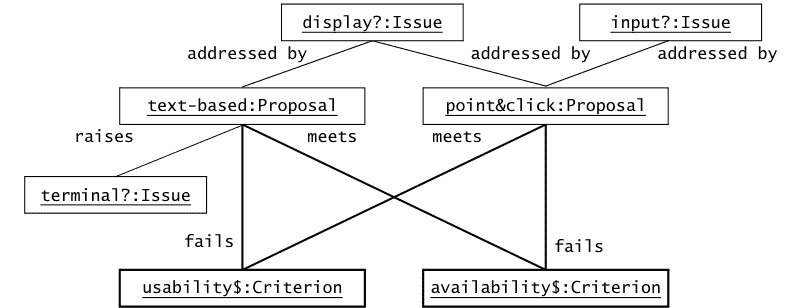 display?:Issue
input?:Issue
addressed by
addressed by
addressed by
text-based:Proposal
point&click:Proposal
raises
meets
meets
terminal?:Issue
fails
fails
usability$:Criterion
availability$:Criterion